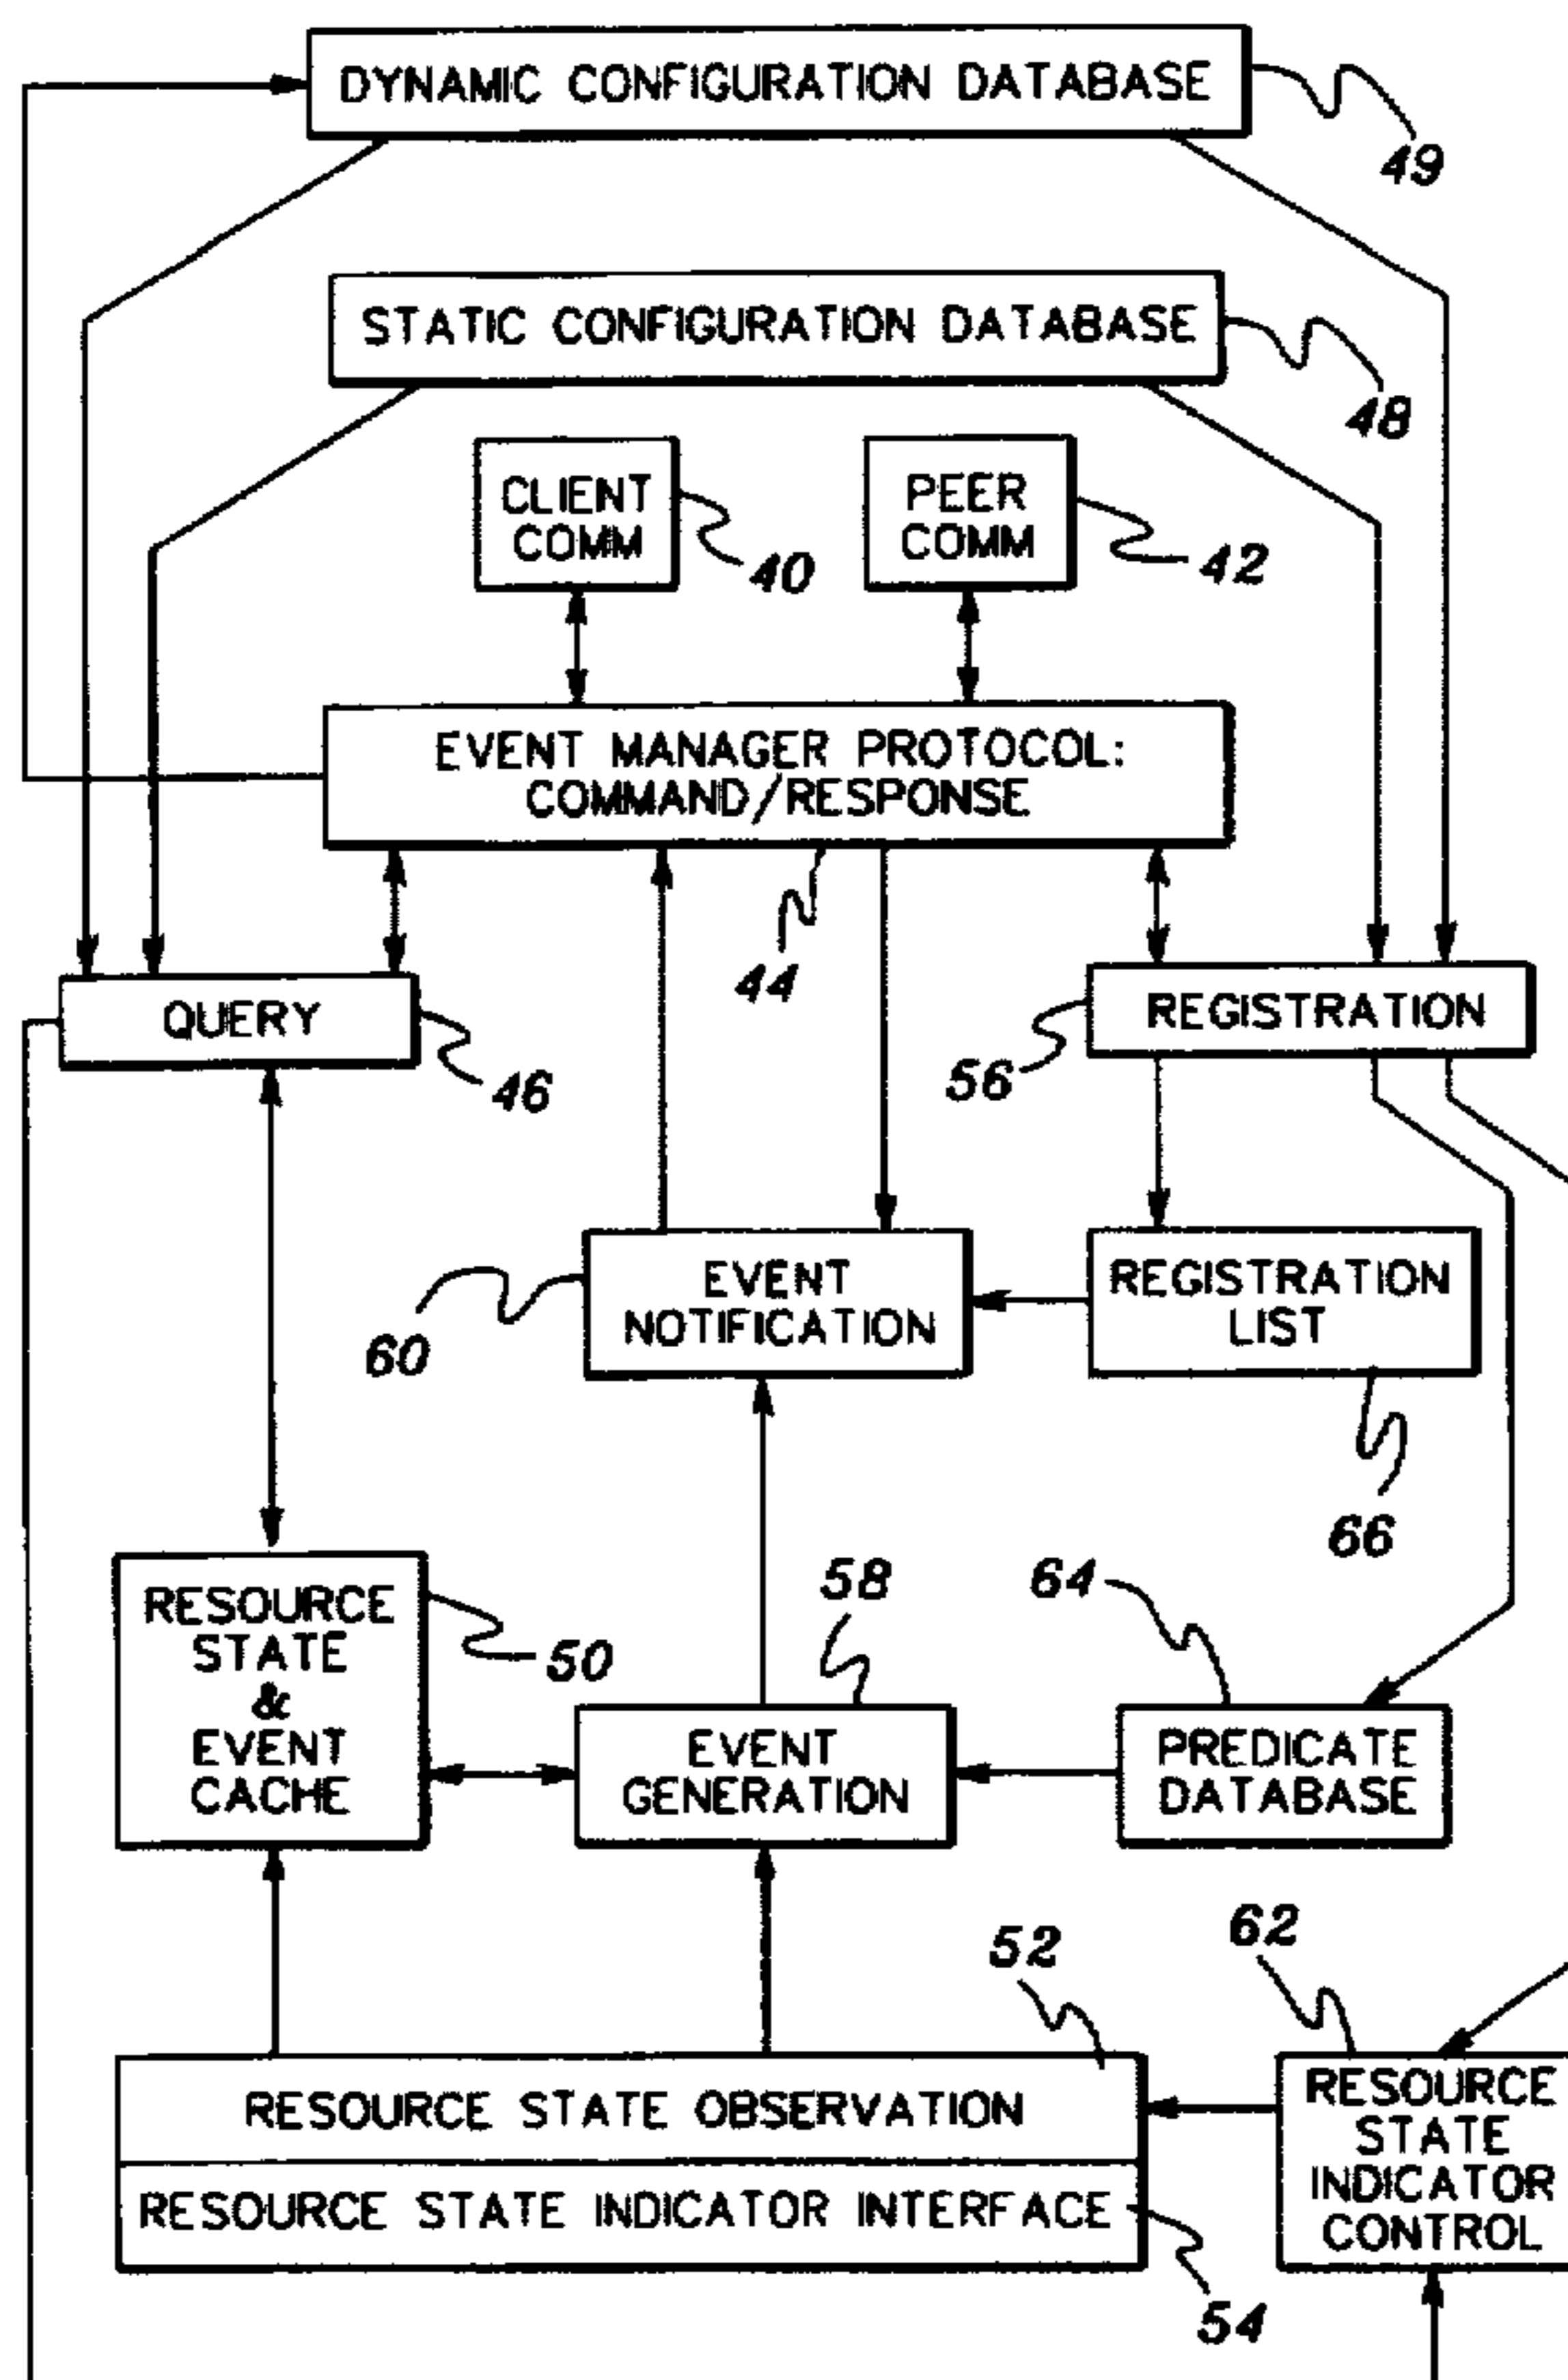 DYNAMIC CONFIGURATION DATABASE
49
STATIC CONFIGURATION DATABASE
48
CLIENT
COMM
40
PEER
COMM
42
EVENT MANAGER PROTOCOL:
COMMAND/RESPONSE
44
QUERY
46
REGISTRATION
56
EVENT
NOTIFICATION
60
REGISTRATION
LIST
66
RESOURCE
STATE
&
EVENT
CACHE
50
58
EVENT
GENERATION
64
PREDICATE
DATABASE
52
RESOURCE STATE OBSERVATION
RESOURCE STATE INDICATOR INTERFACE
54
62
RESOURCE
STATE
INDICATOR
CONTROL